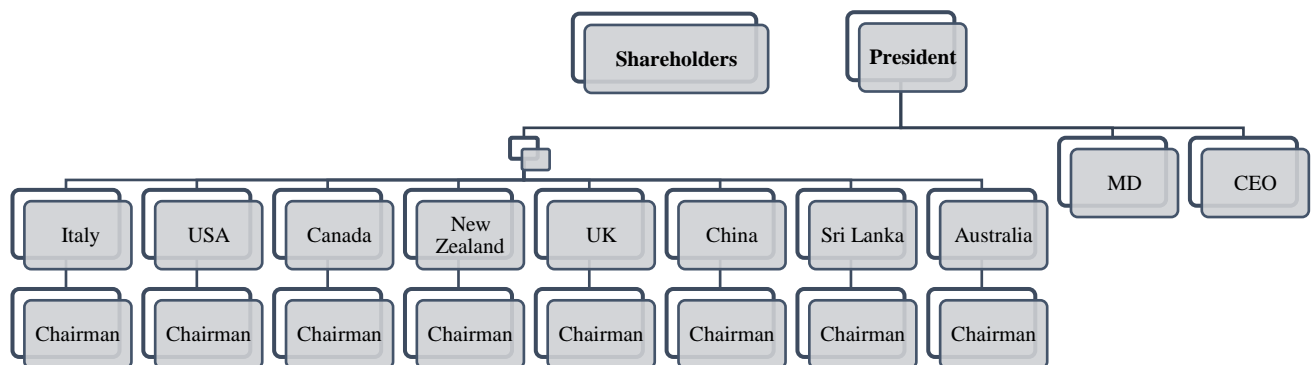 Shareholders
President
MD
CEO
Italy
USA
Canada
New
Zealand
UK
China
Sri Lanka
Australia
Chairman
Chairman
Chairman
Chairman
Chairman
Chairman
Chairman
Chairman